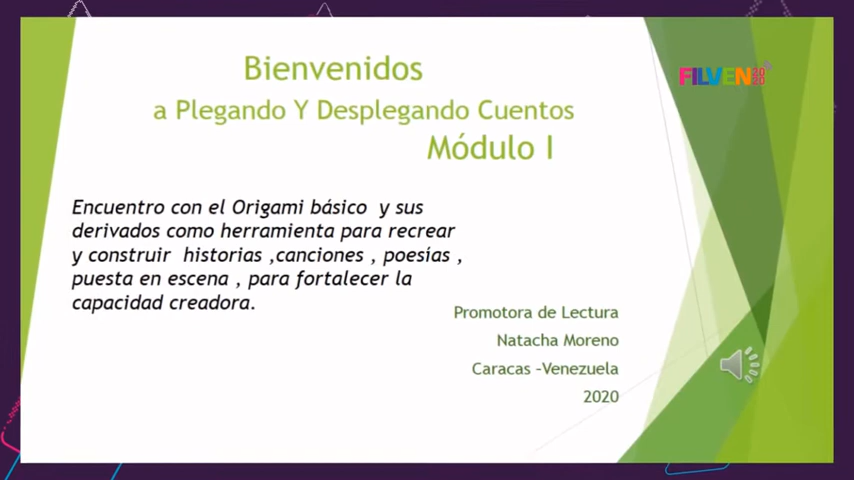 Bienvenidos
a Plegando Y Desplegando Cuentos
Módulo I
FILVEN
Encuentro con el Origami básico y sus
derivados como herramienta para recrear
y construir historias ,canciones , poesías ,
puesta en escena , para fortalecer la
capacidad creadora.
Promotora de Lectura
Natacha Moreno
Caracas –Venezuela
2020